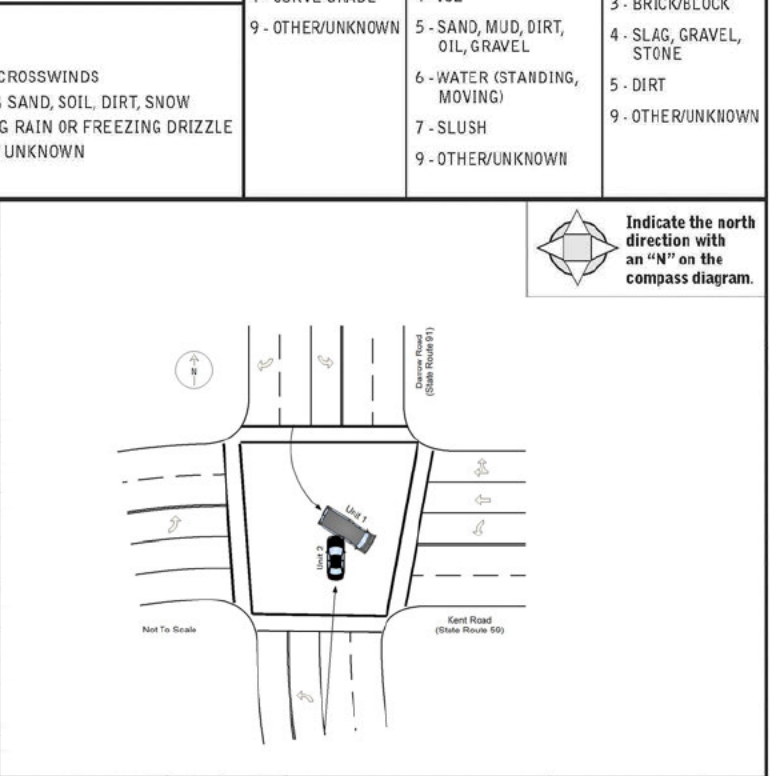 9 - OTHER/UNKNOWN
CROSSWINDS
SAND, SOIL, DIRT, SNOW
G RAIN OR FREEZING DRIZZLE
UNKNOWN
5 - SAND, MUD, DIRT,
OIL, GRAVEL
6 - WATER (STANDING,
MOVING)
7 - SLUSH
9 - OTHER/UNKNOWN
3 - BRICK/BLOCK
4 - SLAG, GRAVEL,
STONE
5 - DIRT
9 - OTHER/UNKNOWN
Indicate the north
direction with
an “N” on the
compass diagram.
N
Darrow Road
(State Route 91)
Unit 1
Unit 2
Not To Scale
Kent Road
(State Route 59)